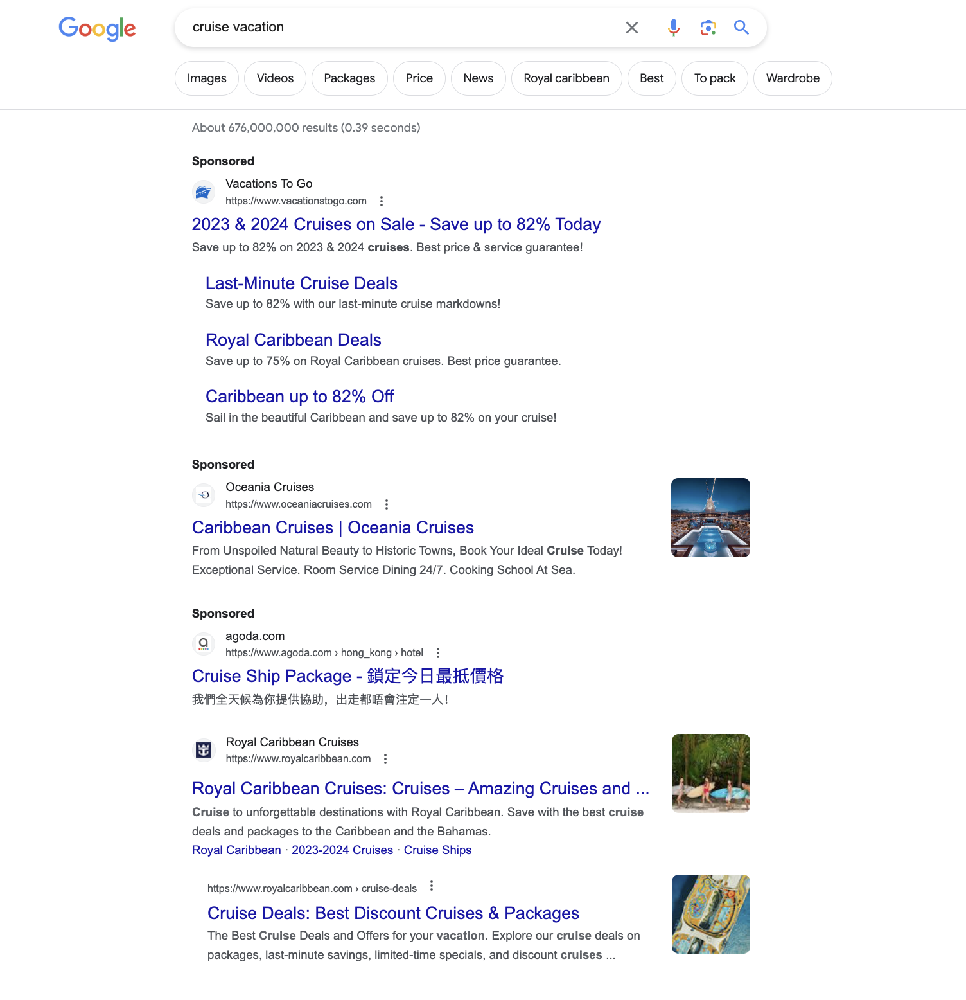 Google
cruise vacation
Images
Videos
Packages
Price
News
Royal caribbean
Best
To pack
Wardrobe
About 676,000,000 results (0.39 seconds)
Sponsored
Vacations To Go
https://www.vacationstogo.com
2023 & 2024 Cruises on Sale - Save up to 82% Today
Save up to 82% on 2023 & 2024 cruises. Best price & service guarantee!
Last-Minute Cruise Deals
Save up to 82% with our last-minute cruise markdowns!
Royal Caribbean Deals
Save up to 75% on Royal Caribbean cruises. Best price guarantee.
Caribbean up to 82% Off
Sail in the beautiful Caribbean and save up to 82% on your cruise!
Sponsored
Oceania Cruises
https://www.oceaniacruises.com
Caribbean Cruises | Oceania Cruises
From Unspoiled Natural Beauty to Historic Towns, Book Your Ideal Cruise Today!
Exceptional Service. Room Service Dining 24/7. Cooking School At Sea.
Sponsored
agoda.com
https://www.agoda.com › hong_kong › hotel
Cruise Ship Package - 鎖定今日最抵價格
我們全天候為你提供協助，出走都唔會注定一人！
Royal Caribbean Cruises
https://www.royalcaribbean.com
Royal Caribbean Cruises: Cruises – Amazing Cruises and ...
Cruise to unforgettable destinations with Royal Caribbean. Save with the best cruise
deals and packages to the Caribbean and the Bahamas.
Royal Caribbean · 2023-2024 Cruises · Cruise Ships
https://www.royalcaribbean.com › cruise-deals
Cruise Deals: Best Discount Cruises & Packages
The Best Cruise Deals and Offers for your vacation. Explore our cruise deals on
packages, last-minute savings, limited-time specials, and discount cruises ...